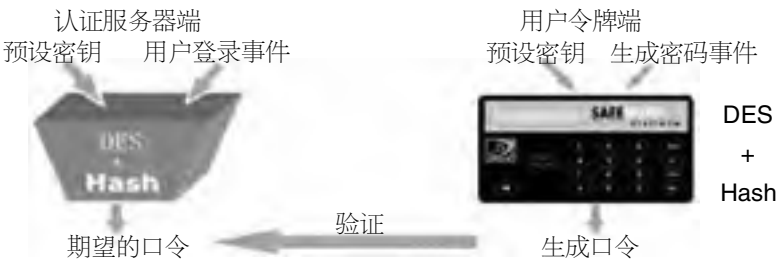 认证服务器端
用户令牌端
预设密钥 用户登录事件
预设密钥 生成密码事件
DES
+
Hash
SAFE
DES
+
Hash
验证
期望的口令
生成口令